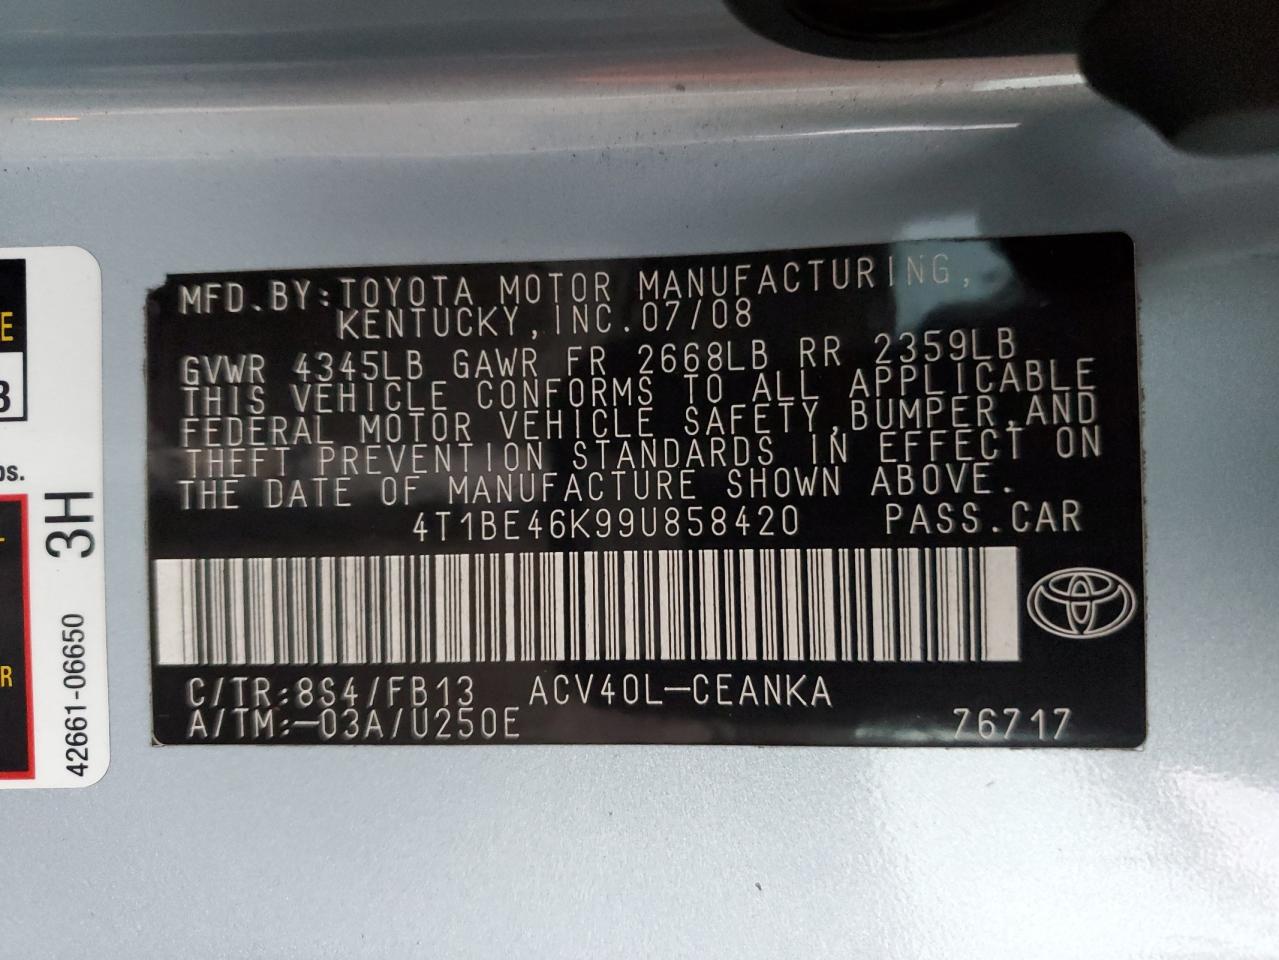 MFD.BY:TOYOTA MOTOR MANUFACTURING,
KENTUCKY,INC.07/08
GVWR 4345LB GAWR FR 2668LB RR 2359LB
THIS VEHICLE CONFORMS TO ALL APPLICABLE
FEDERAL MOTOR VEHICLE SAFETY,BUMPER,AND
THEFT PREVENTION STANDARDS IN EFFECT ON
THE DATE OF MANUFACTURE SHOWN ABOVE.
4T1BE46K99U858420 PASS.CAR
C/TR:8S4/FB13 ACV40L-CEANKA
A/TM:-03A/U250E 76717
3H
42661-06650